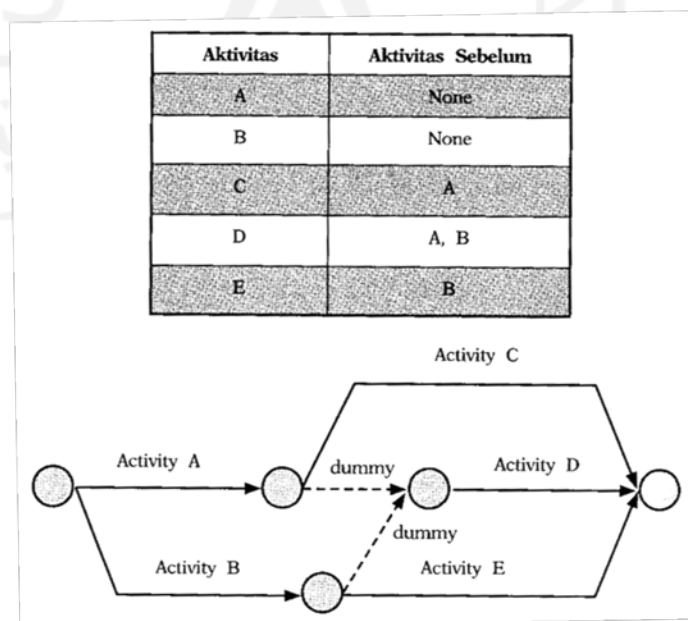 Aktivitas Aktivitas Sebelum
A None
B None
C A
D A, B
E B
Activity C
Activity A
dummy
Activity D
dummy
Activity B
Activity E